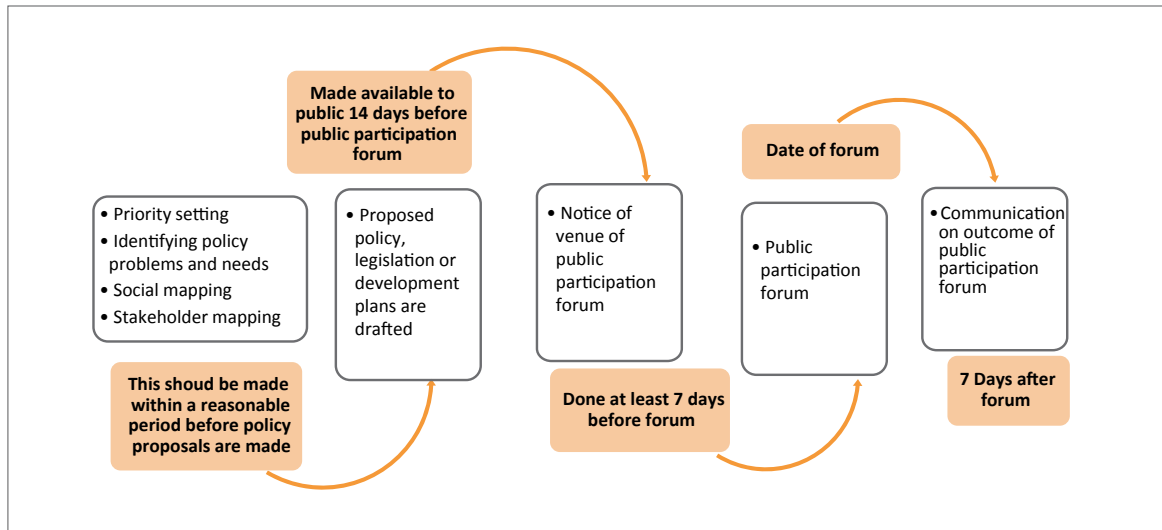 • Priority setting
• Identifying policy
problems and needs
• Social mapping
• Stakeholder mapping
This shoud be made
within a reasonable
period before policy
proposals are made
Made available to
public 14 days before
public participation
forum
• Proposed
policy,
legislation or
development
plans are
drafted
• Notice of
venue of
public
participation
forum
Done at least 7 days
before forum
Date of forum
• Public
participation
forum
• Communication
on outcome of
public
participation
forum
7 Days after
forum